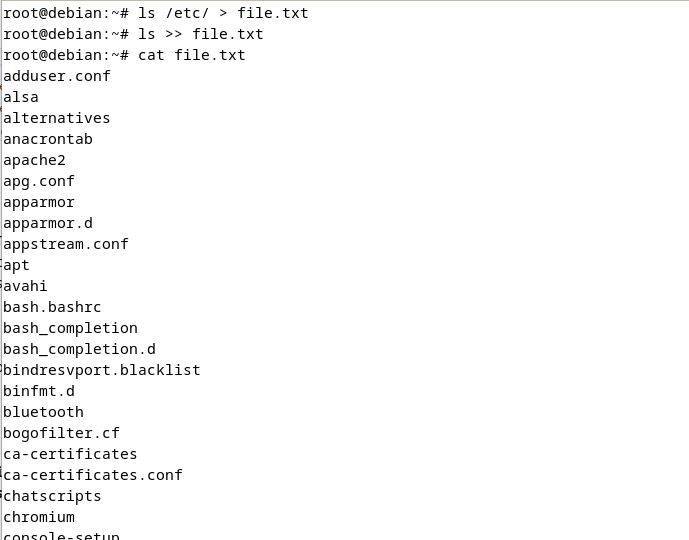 root@debian:~# ls /etc/ > file.txt
root@debian:~# ls >> file.txt
root@debian:~# cat file.txt
adduser.conf
alsa
alternatives
anacrontab
apache2
apg.conf
apparmor
apparmor.d
appstream.conf
apt
avahi
bash.bashrc
bash_completion
bash_completion.d
bindresvport.blacklist
binfmt.d
bluetooth
bogofilter.cf
ca-certificates
ca-certificates.conf
chatscripts
chromium
console-setup